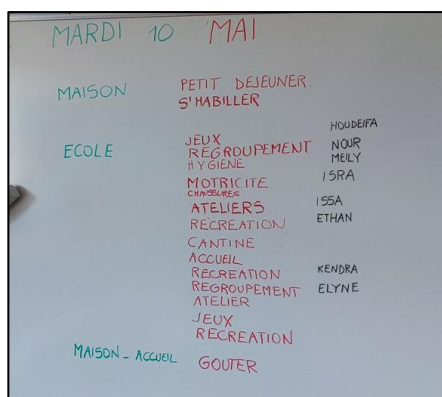 MARDI 10 MAI
MAISON PETIT DEJEUNER.
S'HABILLER
HOUDEIFA
ECOLE JEUX
REGROUPEMENT NOUR
HYGIENE MEILY
MOTRICITE ISRA
CHAUSSURES
ATELIERS ISSA
RECREATION ETHAN
CANTINE
ACCUEIL
RECREATION KENDRA
REGROUPEMENT ELYNE
ATELIER
JEUX
RECREATION
MAISON - ACCUEIL GOUTER